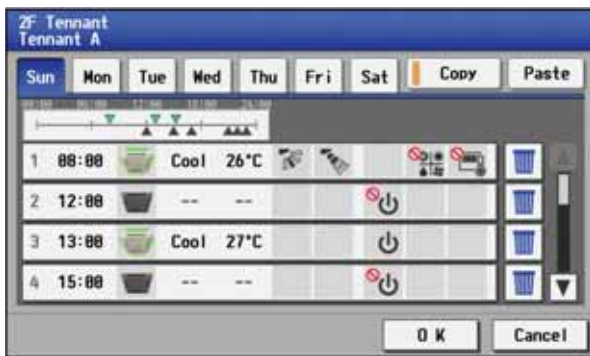 2F Tennant
Tennant A
Sun Mon Tue Wed Thu Fri Sat Copy Paste
1 08:00 Cool 26°C
2 12:00 -- --
3 13:00 Cool 27°C
4 15:00 -- --
OK Cancel